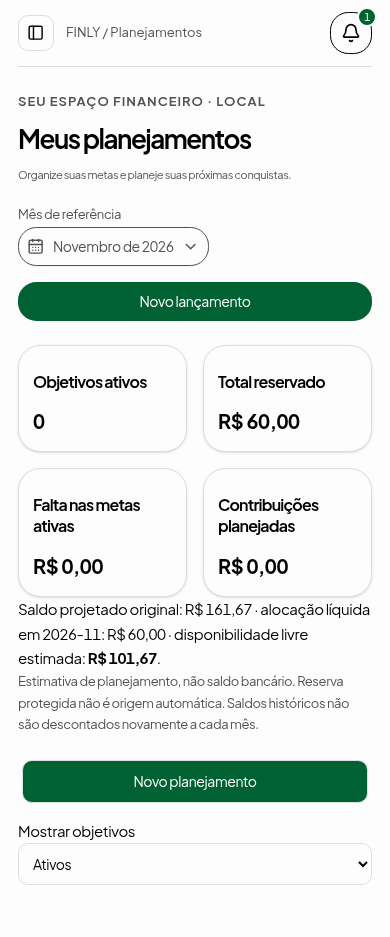 FINLY / Planejamentos
1
SEU ESPAÇO FINANCEIRO · LOCAL
Meus planejamentos
Organize suas metas e planeje suas próximas conquistas.
Mês de referência
Novembro de 2026
Novo lançamento
Objetivos ativos
0
Total reservado
R$ 60,00
Falta nas metas
ativas
R$ 0,00
Contribuições
planejadas
R$ 0,00
Saldo projetado original: R$ 161,67 · alocação líquida
em 2026-11: R$ 60,00 · disponibilidade livre
estimada: R$ 101,67.
Estimativa de planejamento, não saldo bancário. Reserva
protegida não é origem automática. Saldos históricos não
são descontados novamente a cada mês.
Novo planejamento
Mostrar objetivos
Ativos